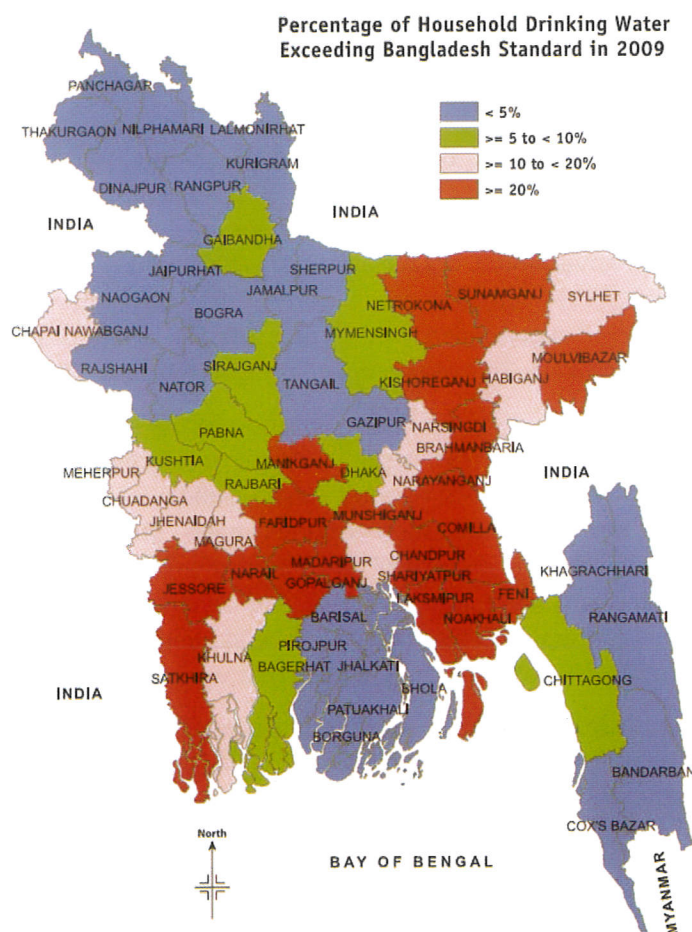 Percentage of Household Drinking Water
Exceeding Bangladesh Standard in 2009
< 5%
>= 5 to < 10%
>= 10 to < 20%
>= 20%
PANCHAGAR
THAKURGAON
NILPHAMARI
LALMONIRHAT
KURIGRAM
DINAJPUR
RANGPUR
INDIA
INDIA
GAIBANDHA
JAIPURHAT
SHERPUR
NAOGAON
JAMALPUR
NETROKONA
SUNAMGANJ
SYLHET
BOGRA
CHAPAI NAWABGANJ
MYMENSINGH
MOULVIBAZAR
RAJSHAHI
SIRAJGANJ
NATOR
TANGAIL
KISHOREGANJ
HABIGANJ
GAZIPUR
NARSINGDI
PABNA
BRAHMANBARIA
KUSHTIA
MANIKGANJ
MEHERPUR
DHAKA
INDIA
RAJBARI
NARAYANGANJ
CHUADANGA
JHENAIDAH
FARIDPUR
MUNSHIGANJ
COMILLA
MAGURA
MADARIPUR
CHANDPUR
KHAGRACHHARI
JESSORE
NARAIL
GOPALGANJ
SHARIYATPUR
LAKSMIPUR
FENI
BARISAL
NOAKHALI
RANGAMATI
PIROJPUR
KHULNA
BAGERHAT
JHALKATI
SATKHIRA
INDIA
BHOLA
CHITTAGONG
PATUAKHALI
BORGUNA
BANDARBAN
COX'S BAZAR
North
BAY OF BENGAL
MYANMAR